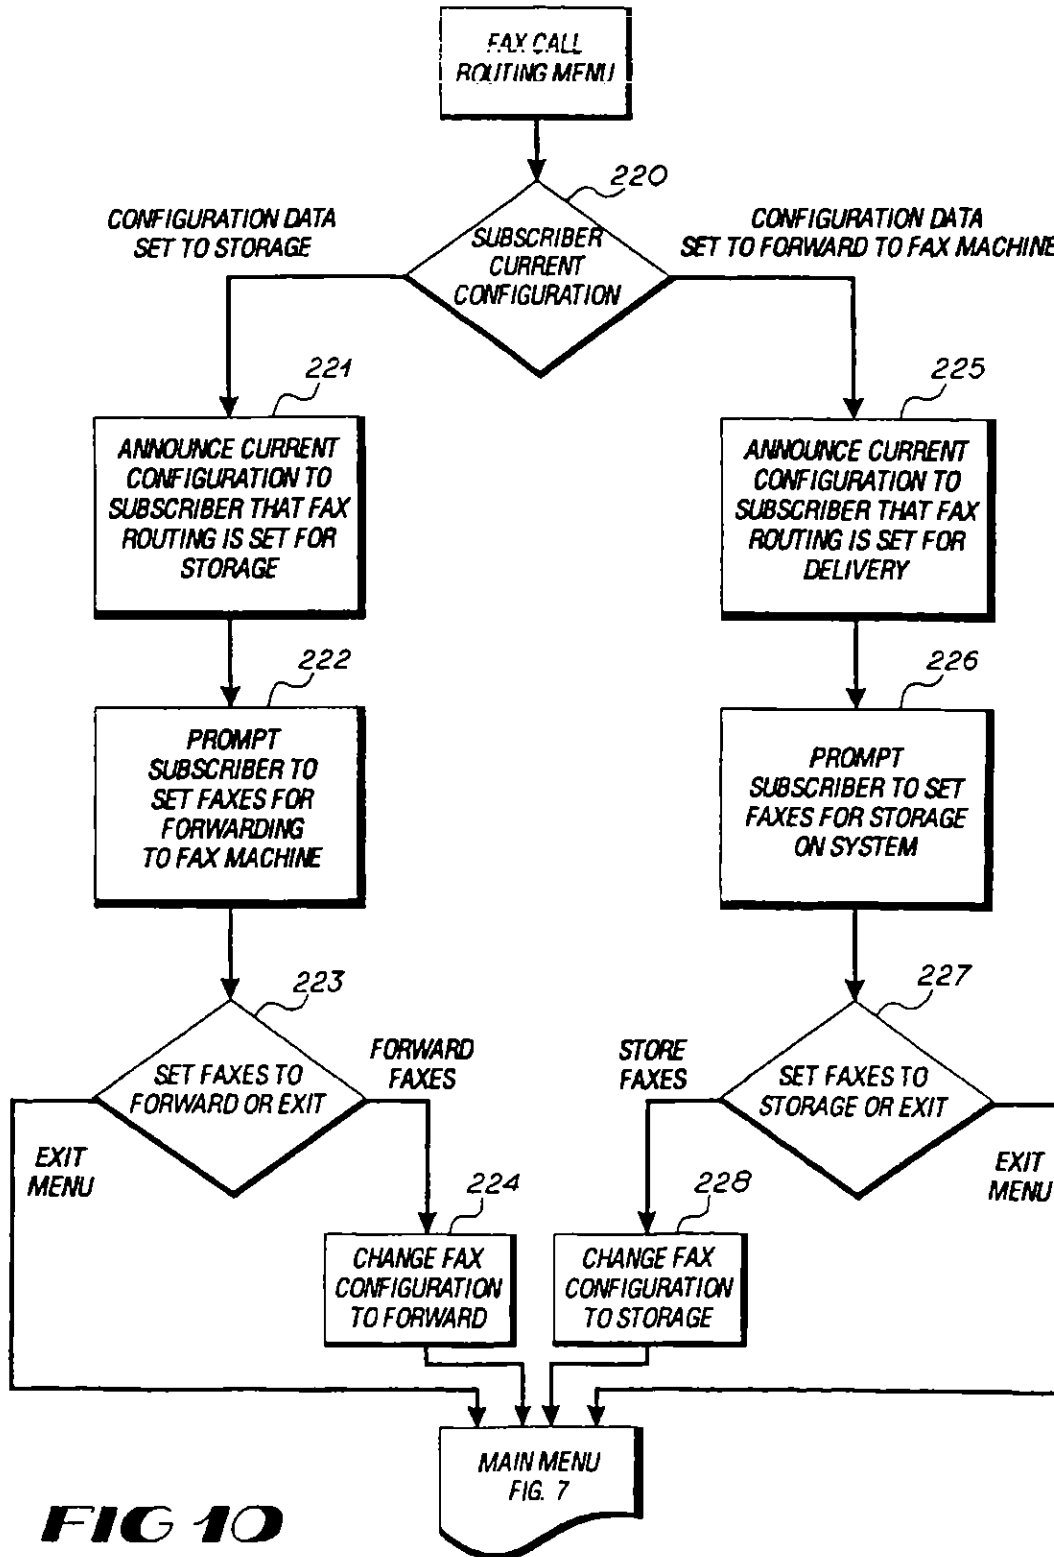 FAX CALL
ROUTING MENU
220
CONFIGURATION DATA
SET TO STORAGE
SUBSCRIBER
CURRENT
CONFIGURATION
CONFIGURATION DATA
SET TO FORWARD TO FAX MACHINE
221
ANNOUNCE CURRENT
CONFIGURATION TO
SUBSCRIBER THAT FAX
ROUTING IS SET FOR
STORAGE
225
ANNOUNCE CURRENT
CONFIGURATION TO
SUBSCRIBER THAT FAX
ROUTING IS SET FOR
DELIVERY
222
PROMPT
SUBSCRIBER TO
SET FAXES FOR
FORWARDING
TO FAX MACHINE
226
PROMPT
SUBSCRIBER TO SET
FAXES FOR STORAGE
ON SYSTEM
223
SET FAXES TO
FORWARD OR EXIT
FORWARD
FAXES
EXIT
MENU
227
STORE
FAXES
SET FAXES TO
STORAGE OR EXIT
EXIT
MENU
224
CHANGE FAX
CONFIGURATION
TO FORWARD
228
CHANGE FAX
CONFIGURATION
TO STORAGE
MAIN MENU
FIG. 7
FIG 10